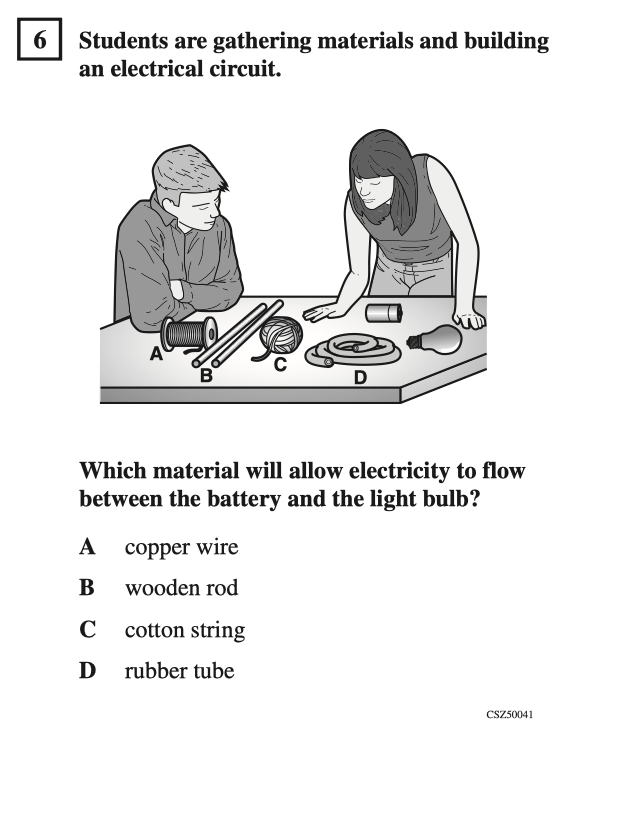 6 Students are gathering materials and building
an electrical circuit.
A
B
C
D
Which material will allow electricity to flow
between the battery and the light bulb?
A copper wire
B wooden rod
C cotton string
D rubber tube
CSZ50041